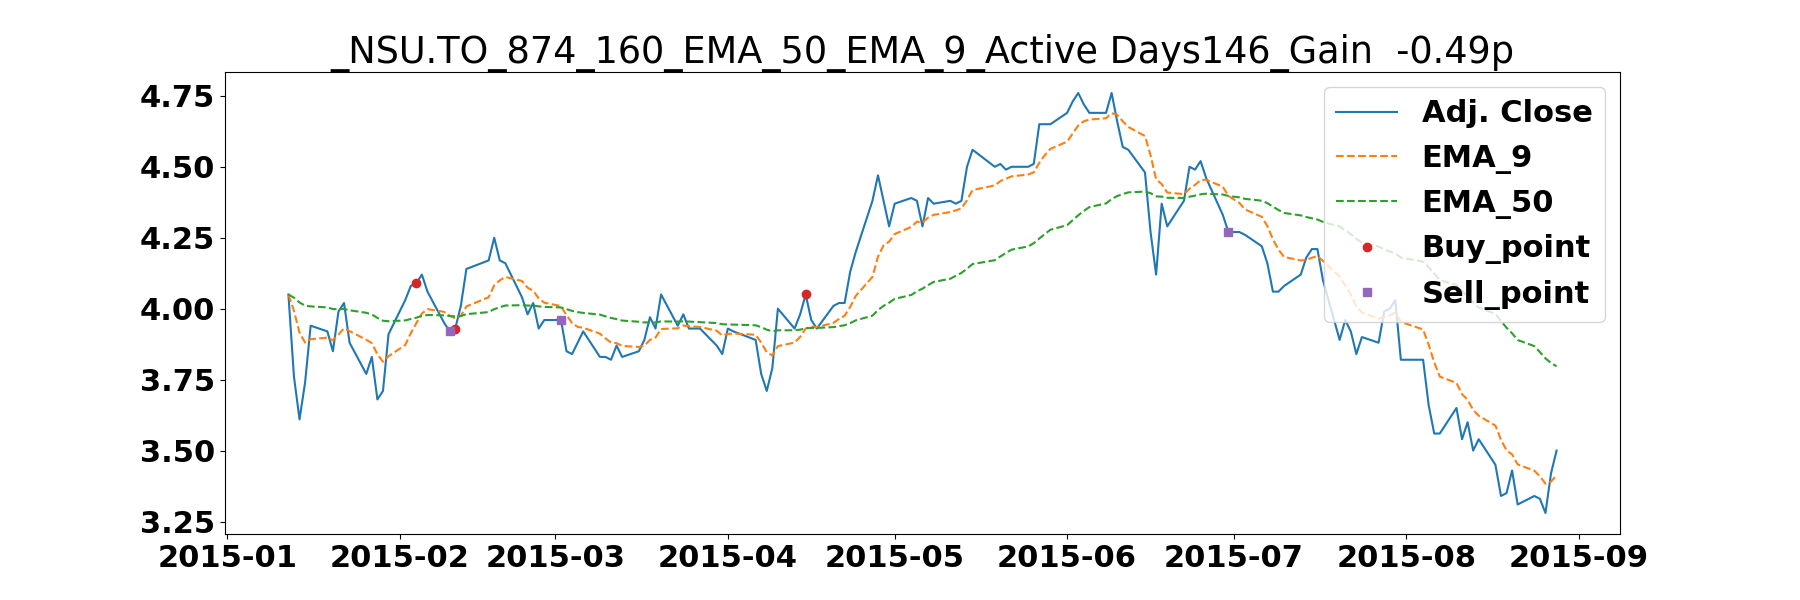 _NSU.TO_874_160_EMA_50_EMA_9_Active Days146_Gain  -0.49p
4.75
4.50
4.25
4.00
3.75
3.50
3.25
Adj. Close
EMA_9
EMA_50
Buy_point
Sell_point
2015-01 2015-02 2015-03 2015-04 2015-05 2015-06 2015-07 2015-08 2015-09